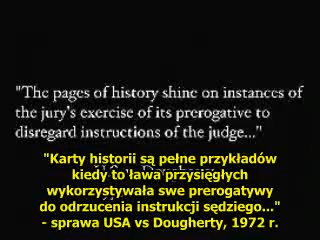 "The pages of history shine on instances of
the jury's exercise of its prerogative to
disregard instructions of the judge..."
"Karty historii są pełne przykładów
kiedy to ława przysięgłych
wykorzystywała swe prerogatywy
do odrzucenia instrukcji sędziego..."
- sprawa USA vs Dougherty, 1972 r.